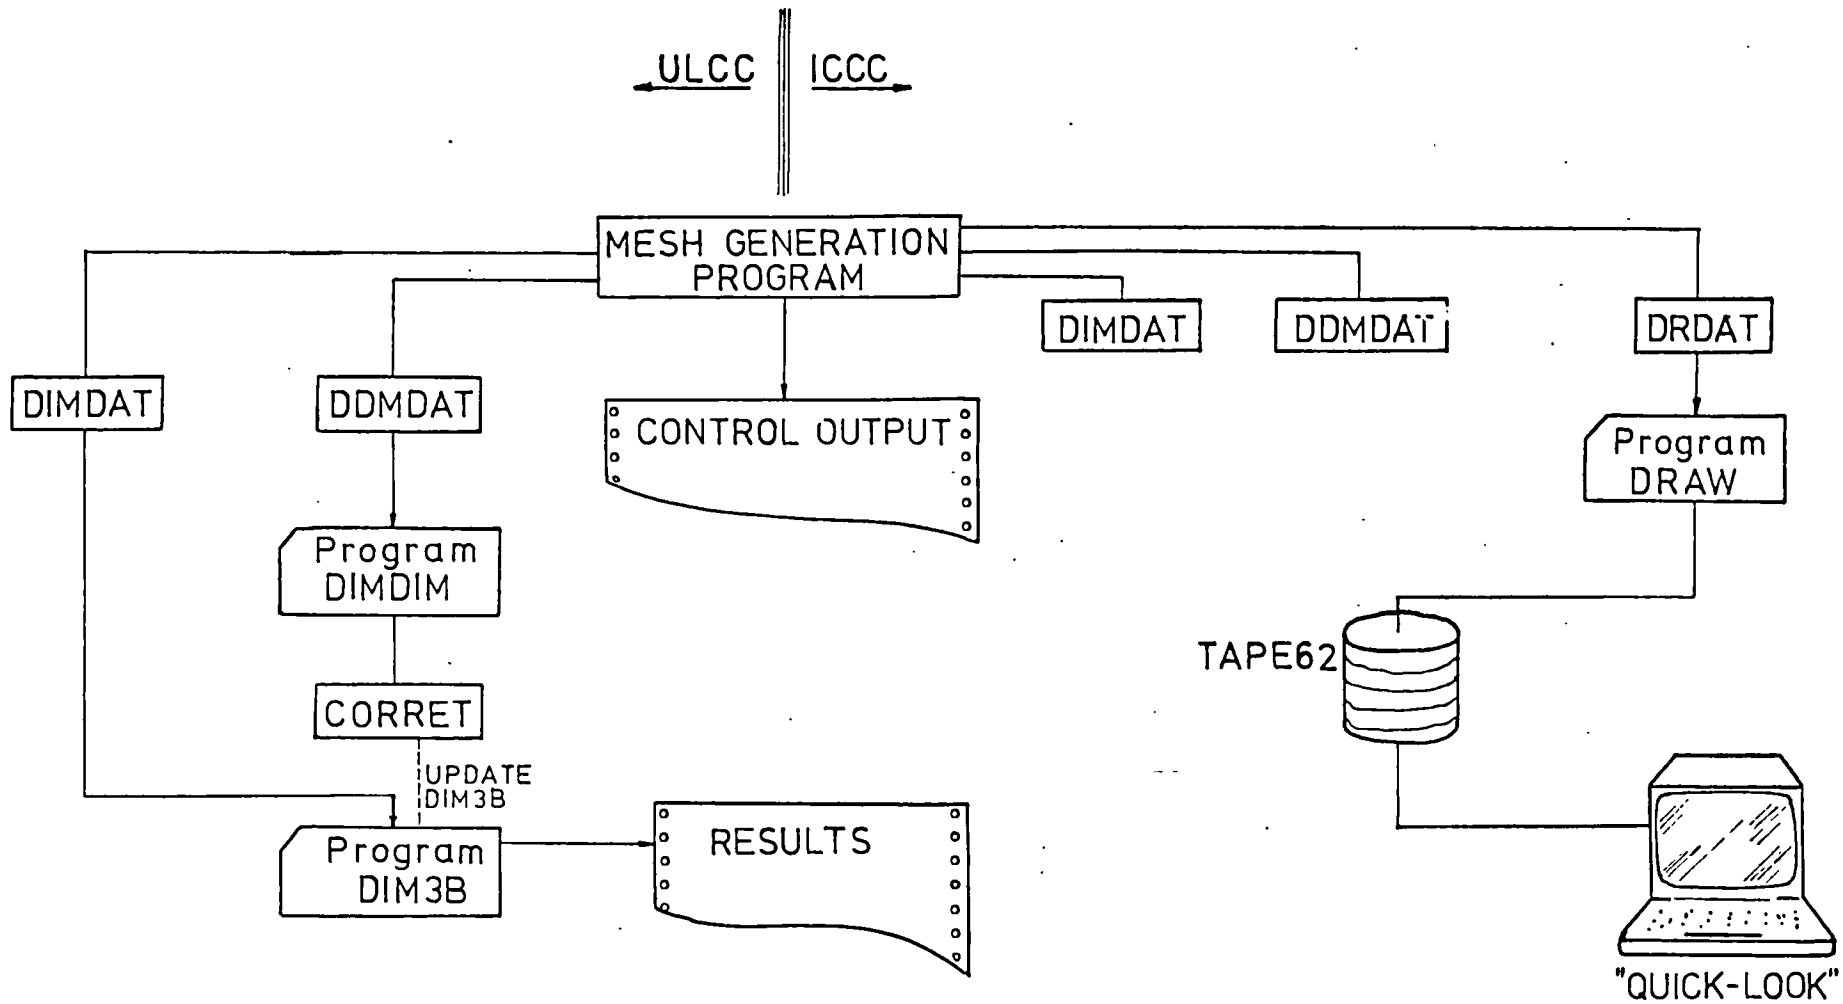 ULCC
ICCC
MESH GENERATION
PROGRAM
DIMDAT
DDMDAT
DRDAT
DIMDAT
DDMDAT
CONTROL OUTPUT
Program
DRAW
Program
DIMDIM
TAPE62
CORRET
UPDATE
DIM3B
Program
DIM3B
RESULTS
"QUICK-LOOK"